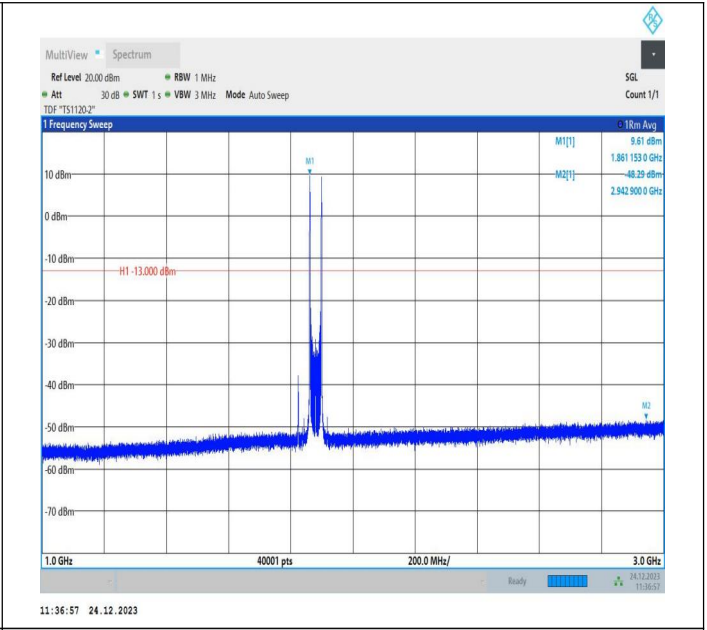 R S
MultiView Spectrum
Ref Level 20.00 dBm RBW 1 MHz SGL
Att 30 dB SWT 1 s VBW 3 MHz Mode Auto Sweep Count 1/1
TDF "TS1120-2"
1 Frequency Sweep 1Rm Avg
M1[1] 9.61 dBm
1.861 153 0 GHz
M1
10 dBm
M2[1] -48.29 dBm
2.942 900 0 GHz
0 dBm
-10 dBm
H1 -13.000 dBm
-20 dBm
-30 dBm
-40 dBm
M2
-50 dBm
-60 dBm
-70 dBm
1.0 GHz 40001 pts 200.0 MHz/ 3.0 GHz
Ready 24.12.2023
11:36:57
11:36:57 24.12.2023